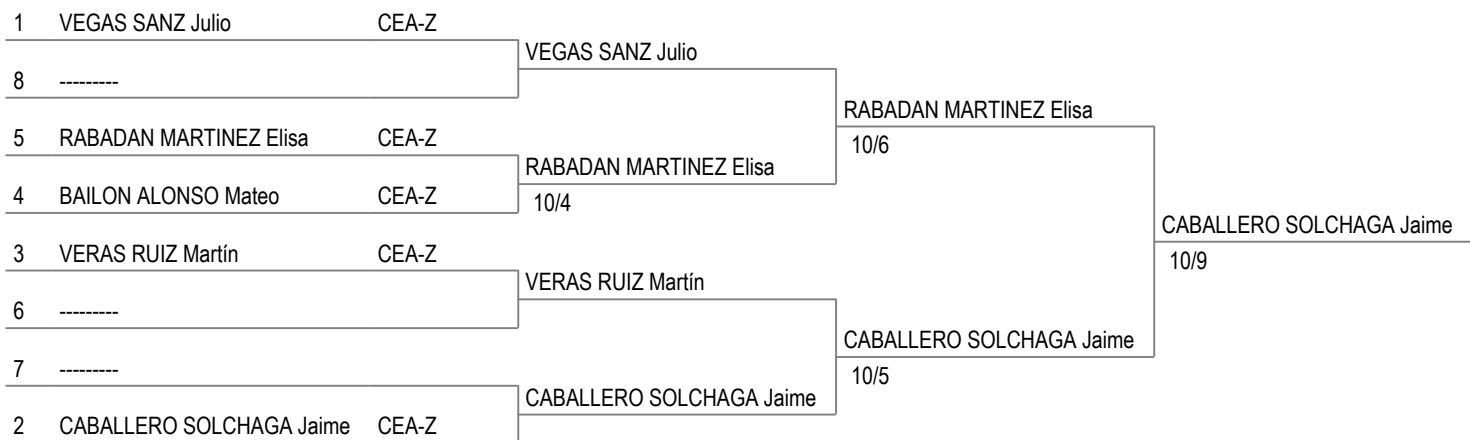 1 VEGAS SANZ Julio CEA-Z
VEGAS SANZ Julio
8 ---------
RABADAN MARTINEZ Elisa
5 RABADAN MARTINEZ Elisa CEA-Z
10/6
RABADAN MARTINEZ Elisa
4 BAILON ALONSO Mateo CEA-Z
10/4
CABALLERO SOLCHAGA Jaime
3 VERAS RUIZ Martín CEA-Z
10/9
VERAS RUIZ Martín
6 ---------
CABALLERO SOLCHAGA Jaime
7 ---------
10/5
CABALLERO SOLCHAGA Jaime
2 CABALLERO SOLCHAGA Jaime CEA-Z